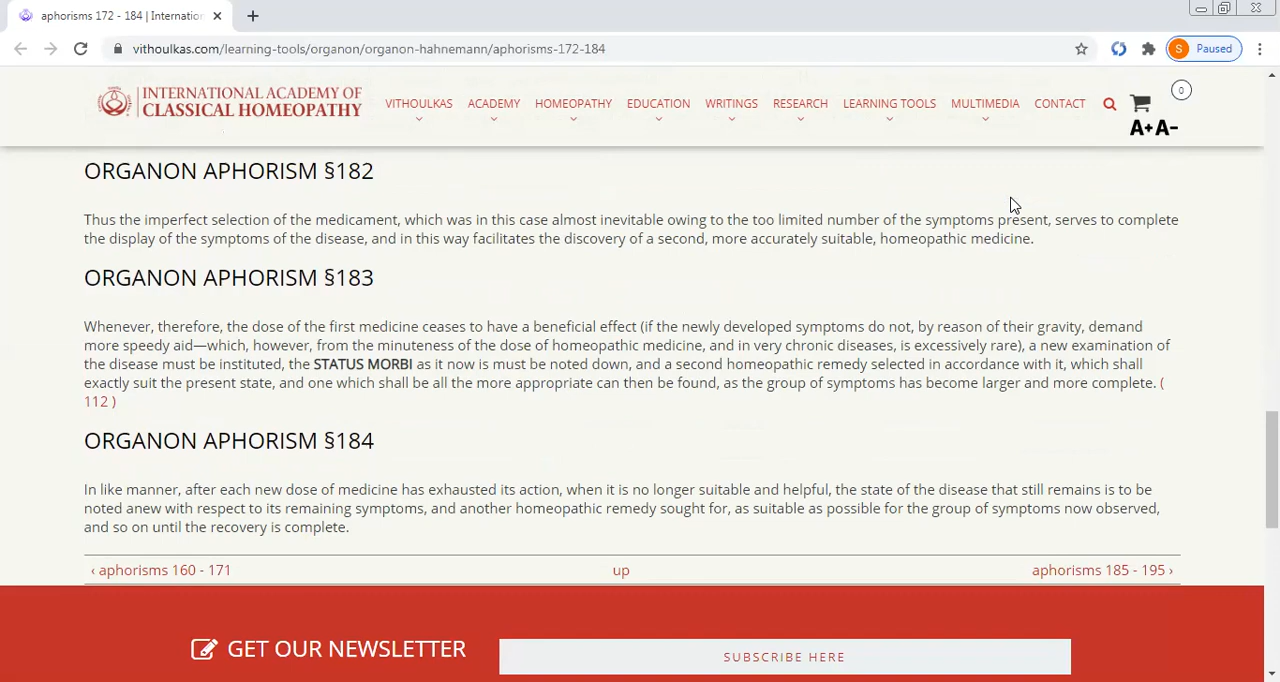 aphorisms 172 - 184 | Internatio
vithoulkas.com/learning-tools/organon/organon-hahnemann/aphorisms-172-184
S Paused
INTERNATIONAL ACADEMY OF
CLASSICAL HOMEOPATHY
VITHOULKAS ACADEMY HOMEOPATHY EDUCATION WRITINGS RESEARCH LEARNING TOOLS MULTIMEDIA CONTACT
0
A+A-
ORGANON APHORISM §182
Thus the imperfect selection of the medicament, which was in this case almost inevitable owing to the too limited number of the symptoms present, serves to complete
the display of the symptoms of the disease, and in this way facilitates the discovery of a second, more accurately suitable, homeopathic medicine.
ORGANON APHORISM §183
Whenever, therefore, the dose of the first medicine ceases to have a beneficial effect (if the newly developed symptoms do not, by reason of their gravity, demand
more speedy aid—which, however, from the minuteness of the dose of homeopathic medicine, and in very chronic diseases, is excessively rare), a new examination of
the disease must be instituted, the STATUS MORBI as it now is must be noted down, and a second homeopathic remedy selected in accordance with it, which shall
exactly suit the present state, and one which shall be all the more appropriate can then be found, as the group of symptoms has become larger and more complete. (
112 )
ORGANON APHORISM §184
In like manner, after each new dose of medicine has exhausted its action, when it is no longer suitable and helpful, the state of the disease that still remains is to be
noted anew with respect to its remaining symptoms, and another homeopathic remedy sought for, as suitable as possible for the group of symptoms now observed,
and so on until the recovery is complete.
‹ aphorisms 160 - 171 up aphorisms 185 - 195 ›
GET OUR NEWSLETTER
SUBSCRIBE HERE